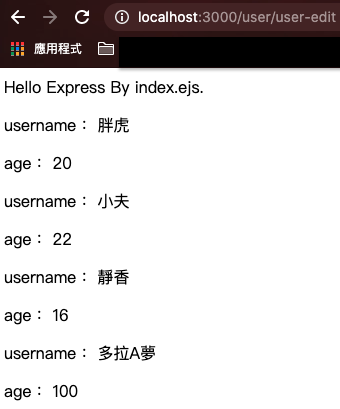 localhost:3000/user/user-edit
應用程式
Hello Express By index.ejs.
username： 胖虎
age： 20
username： 小夫
age： 22
username： 靜香
age： 16
username： 多拉A夢
age： 100